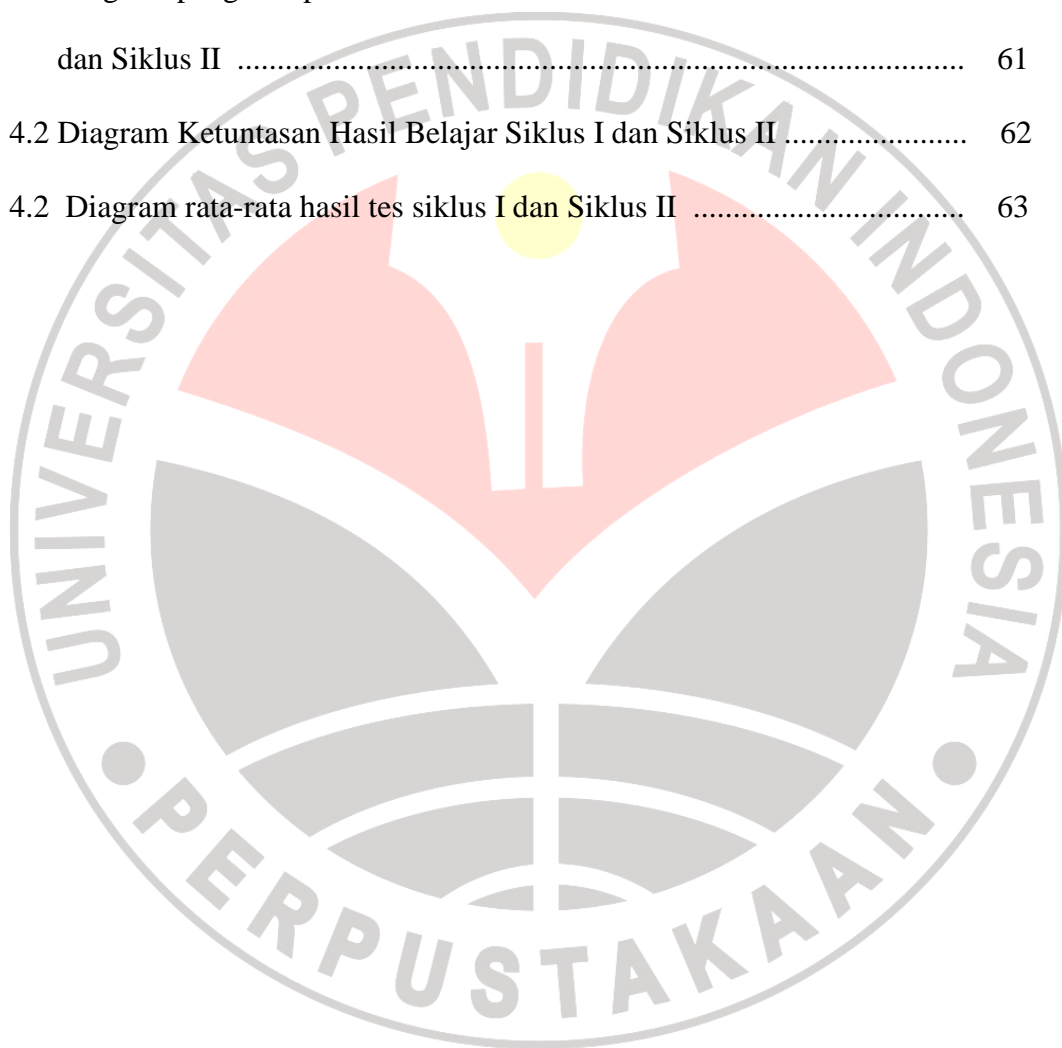 dan Siklus II ........................................................................................... 61
4.2 Diagram Ketuntasan Hasil Belajar Siklus I dan Siklus II ....................... 62
4.2 Diagram rata-rata hasil tes siklus I dan Siklus II .................................. 63
UNIVERSITAS PENDIDIKAN INDONESIA
PERPUSTAKAAN